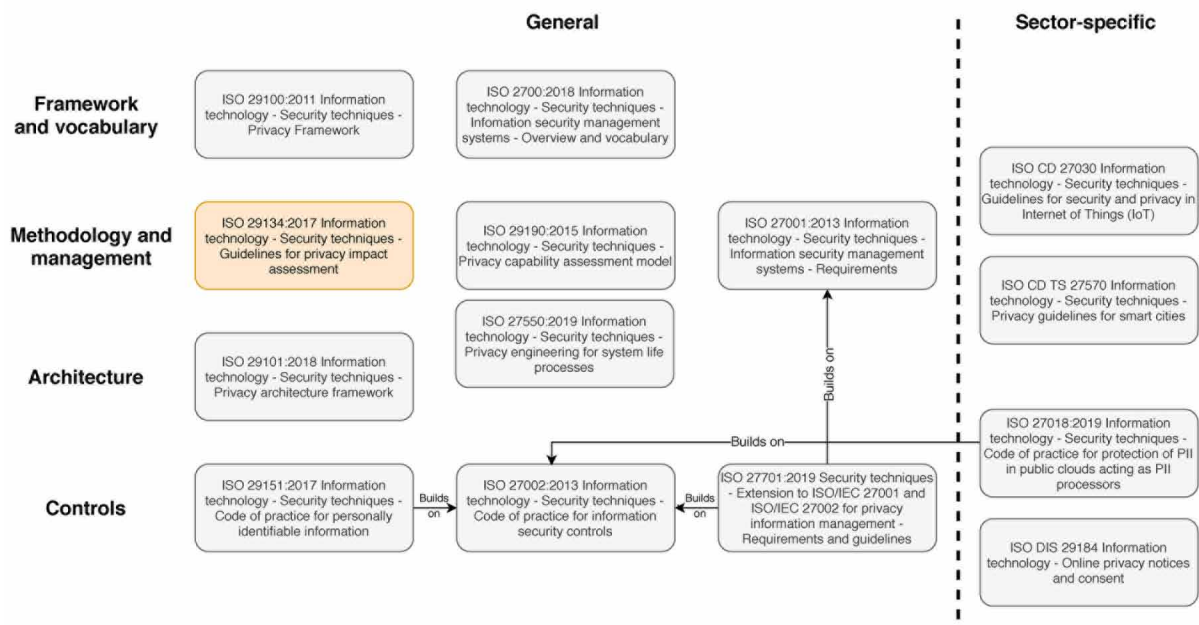 General
Sector-specific
Framework
and vocabulary
ISO 29100:2011 Information
technology - Security techniques -
Privacy Framework
ISO 2700:2018 Information
technology - Security techniques -
Infomation security management
systems - Overview and vocabulary
ISO CD 27030 Information
technology - Security techniques -
Guidelines for security and privacy in
Internet of Things (IoT)
Methodology and
management
ISO 29134:2017 Information
technology - Security techniques -
Guidelines for privacy impact
assessment
ISO 29190:2015 Information
technology - Security techniques -
Privacy capability assessment model
ISO 27001:2013 Information
technology - Security techniques -
Information security management
systems - Requirements
ISO CD TS 27570 Information
technology - Security techniques -
Privacy guidelines for smart cities
Architecture
ISO 29101:2018 Information
technology - Security techniques -
Privacy architecture framework
ISO 27550:2019 Information
technology - Security techniques -
Privacy engineering for system life
processes
Builds on
Builds on
ISO 27018:2019 Information
technology - Security techniques -
Code of practice for protection of PII
in public clouds acting as PII
processors
Controls
ISO 29151:2017 Information
technology - Security techniques -
Code of practice for personally
identifiable information
Builds
on
ISO 27002:2013 Information
technology - Security techniques -
Code of practice for information
security controls
Builds
on
ISO 27701:2019 Security techniques
- Extension to ISO/IEC 27001 and
ISO/IEC 27002 for privacy
information management -
Requirements and guidelines
ISO DIS 29184 Information
technology - Online privacy notices
and consent